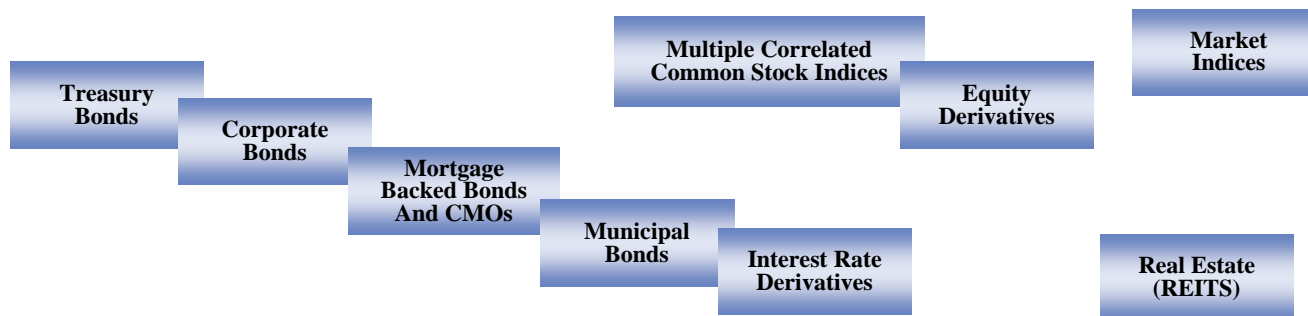 Treasury
Bonds
Corporate
Bonds
Mortgage
Backed Bonds
And CMOs
Municipal
Bonds
Interest Rate
Derivatives
Multiple Correlated
Common Stock Indices
Equity
Derivatives
Market
Indices
Real Estate
(REITS)